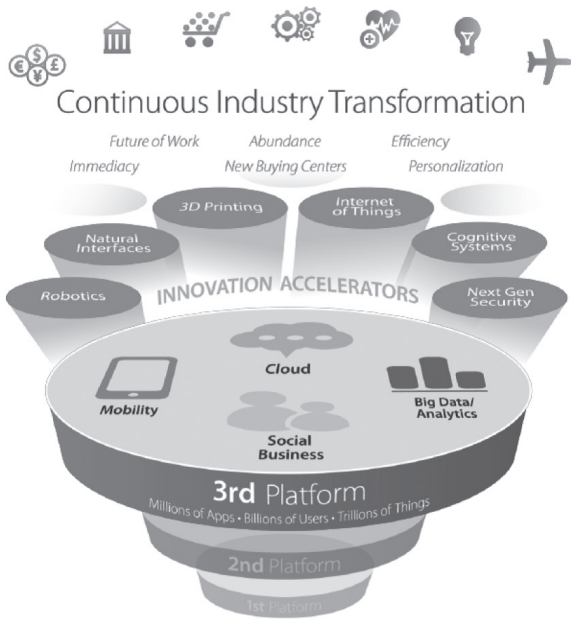 € $ ¥ £
Continuous Industry Transformation
Future of Work Abundance Efficiency
Immediacy New Buying Centers Personalization
3D Printing
Internet
of Things
Natural
Interfaces
Cognitive
Systems
Robotics
INNOVATION ACCELERATORS
Next Gen
Security
Cloud
Mobility
Big Data/
Analytics
Social
Business
3rd Platform
Millions of Apps • Billions of Users • Trillions of Things
2nd Platform
1st Platform